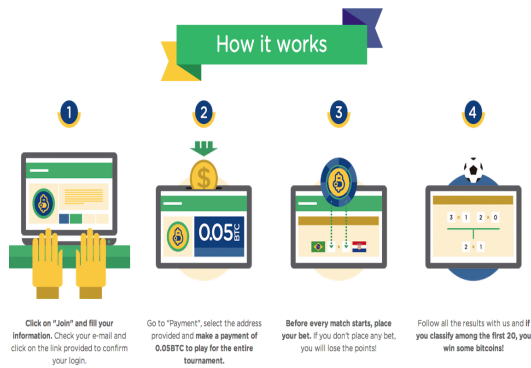 How it works
1
2
3
4
$
0.05 BTC
3 x 1 2 x 0
2 x 1
Click on "Join" and fill your
information. Check your e-mail and
click on the link provided to confirm
your login.
Go to "Payment", select the address
provided and make a payment of
0.05BTC to play for the entire
tournament.
Before every match starts, place
your bet. If you don't place any bet,
you will lose the points!
Follow all the results with us and if
you classify among the first 20, you
win some bitcoins!